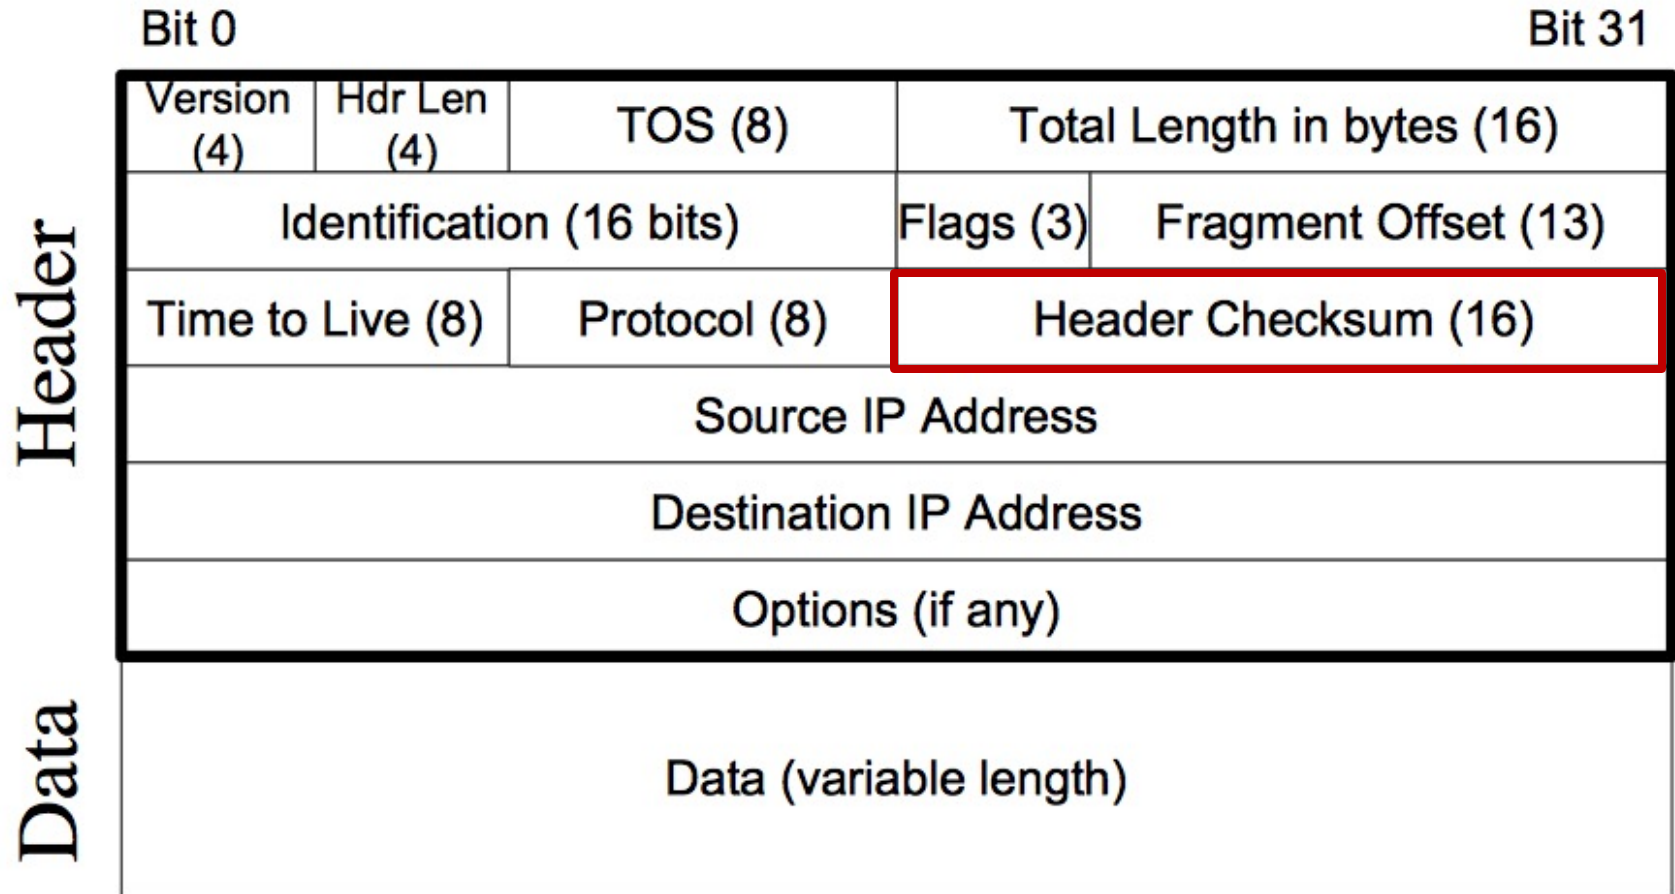 Bit 0
Bit 31
Version
(4)
Hdr Len
(4)
TOS (8)
Total Length in bytes (16)
Identification (16 bits)
Flags (3)
Fragment Offset (13)
Time to Live (8)
Protocol (8)
Header Checksum (16)
Source IP Address
Destination IP Address
Options (if any)
Header
Data (variable length)
Data